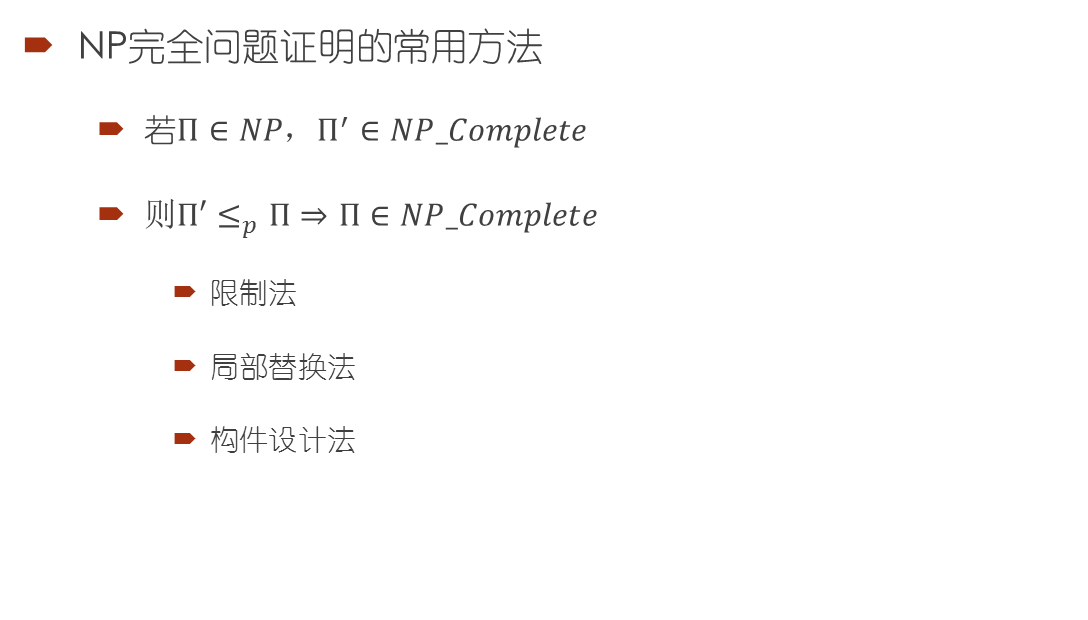 NP完全问题证明的常用方法
若Π ∈ NP，Π′ ∈ NP_Complete
则Π′ ≤p Π ⇒ Π ∈ NP_Complete
限制法
局部替换法
构件设计法